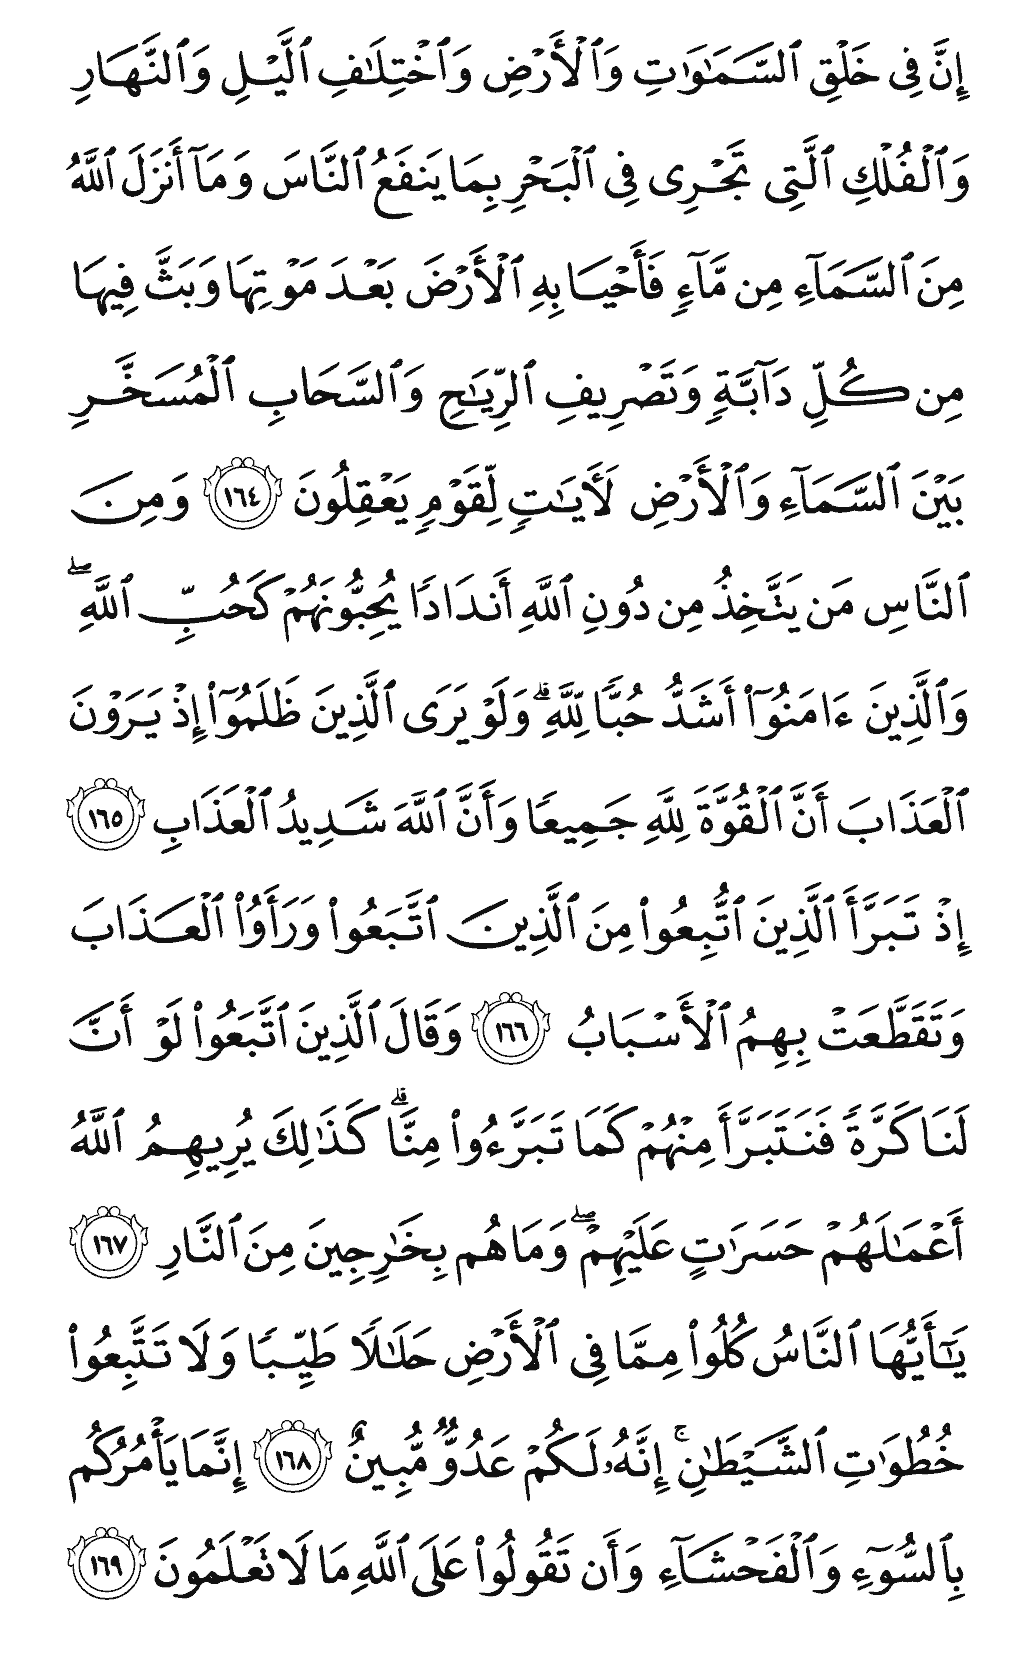 إِنَّ فِى خَلْقِ ٱلسَّمَٰوَٰتِ وَٱلْأَرْضِ وَٱخْتِلَٰفِ ٱلَّيْلِ وَٱلنَّهَارِ
وَٱلْفُلْكِ ٱلَّتِى تَجْرِى فِى ٱلْبَحْرِ بِمَا يَنفَعُ ٱلنَّاسَ وَمَآ أَنزَلَ ٱللَّهُ
مِنَ ٱلسَّمَآءِ مِن مَّآءٍ فَأَحْيَا بِهِ ٱلْأَرْضَ بَعْدَ مَوْتِهَا وَبَثَّ فِيهَا
مِن كُلِّ دَآبَّةٍ وَتَصْرِيفِ ٱلرِّيَٰحِ وَٱلسَّحَابِ ٱلْمُسَخَّرِ
بَيْنَ ٱلسَّمَآءِ وَٱلْأَرْضِ لَءَايَٰتٍ لِّقَوْمٍ يَعْقِلُونَ ١٦٤ وَمِنَ
ٱلنَّاسِ مَن يَتَّخِذُ مِن دُونِ ٱللَّهِ أَندَادًا يُحِبُّونَهُمْ كَحُبِّ ٱللَّهِ ۖ
وَٱلَّذِينَ ءَامَنُوٓا۟ أَشَدُّ حُبًّا لِّلَّهِ ۗ وَلَوْ يَرَى ٱلَّذِينَ ظَلَمُوٓا۟ إِذْ يَرَوْنَ
ٱلْعَذَابَ أَنَّ ٱلْقُوَّةَ لِلَّهِ جَمِيعًا وَأَنَّ ٱللَّهَ شَدِيدُ ٱلْعَذَابِ ١٦٥
إِذْ تَبَرَّأَ ٱلَّذِينَ ٱتُّبِعُوا۟ مِنَ ٱلَّذِينَ ٱتَّبَعُوا۟ وَرَأَوُا۟ ٱلْعَذَابَ
وَتَقَطَّعَتْ بِهِمُ ٱلْأَسْبَابُ ١٦٦ وَقَالَ ٱلَّذِينَ ٱتَّبَعُوا۟ لَوْ أَنَّ
لَنَا كَرَّةً فَنَتَبَرَّأَ مِنْهُمْ كَمَا تَبَرَّءُوا۟ مِنَّا ۗ كَذَٰلِكَ يُرِيهِمُ ٱللَّهُ
أَعْمَٰلَهُمْ حَسَرَٰتٍ عَلَيْهِمْ ۖ وَمَا هُم بِخَٰرِجِينَ مِنَ ٱلنَّارِ ١٦٧
يَٰٓأَيُّهَا ٱلنَّاسُ كُلُوا۟ مِمَّا فِى ٱلْأَرْضِ حَلَٰلًا طَيِّبًا وَلَا تَتَّبِعُوا۟
خُطُوَٰتِ ٱلشَّيْطَٰنِ ۚ إِنَّهُۥ لَكُمْ عَدُوٌّ مُّبِينٌ ١٦٨ إِنَّمَا يَأْمُرُكُم
بِٱلسُّوٓءِ وَٱلْفَحْشَآءِ وَأَن تَقُولُوا۟ عَلَى ٱللَّهِ مَا لَا تَعْلَمُونَ ١٦٩